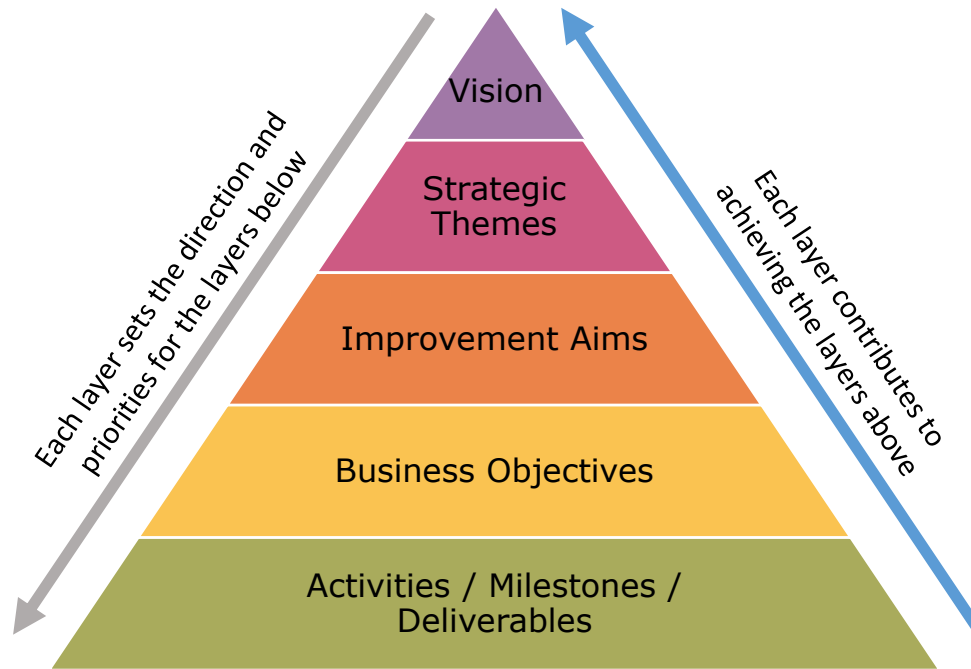 Vision
Strategic
Themes
Improvement Aims
Business Objectives
Activities / Milestones /
Deliverables
Each layer sets the direction and
priorities for the layers below
Each layer contributes to
achieving the layers above